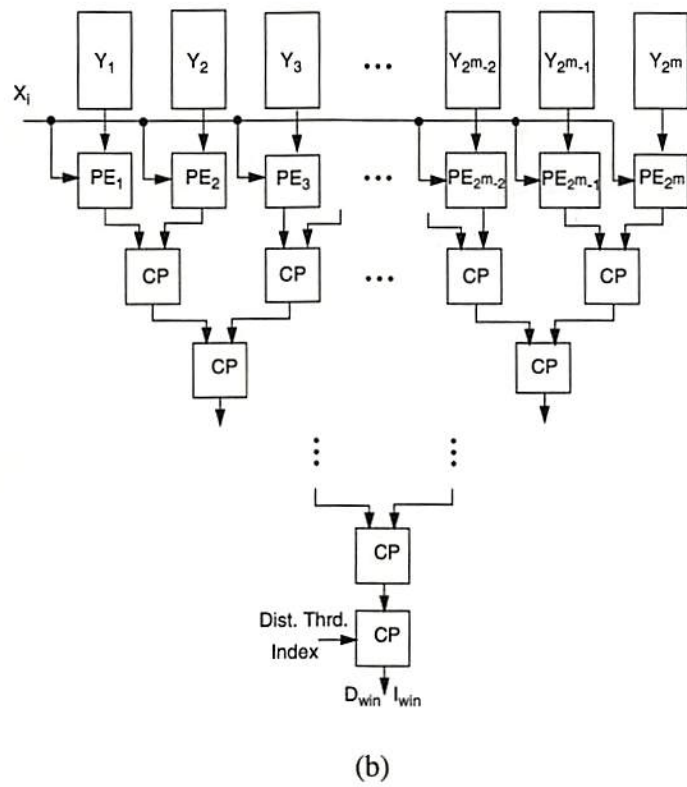 Y1 Y2 Y3 ••• Y2m-2 Y2m-1 Y2m
Xi
PE1 PE2 PE3 ••• PE2m-2 PE2m-1 PE2m
CP CP ••• CP CP
CP CP
CP
Dist. Thrd.
CP
Index
Dwin Iwin
(b)